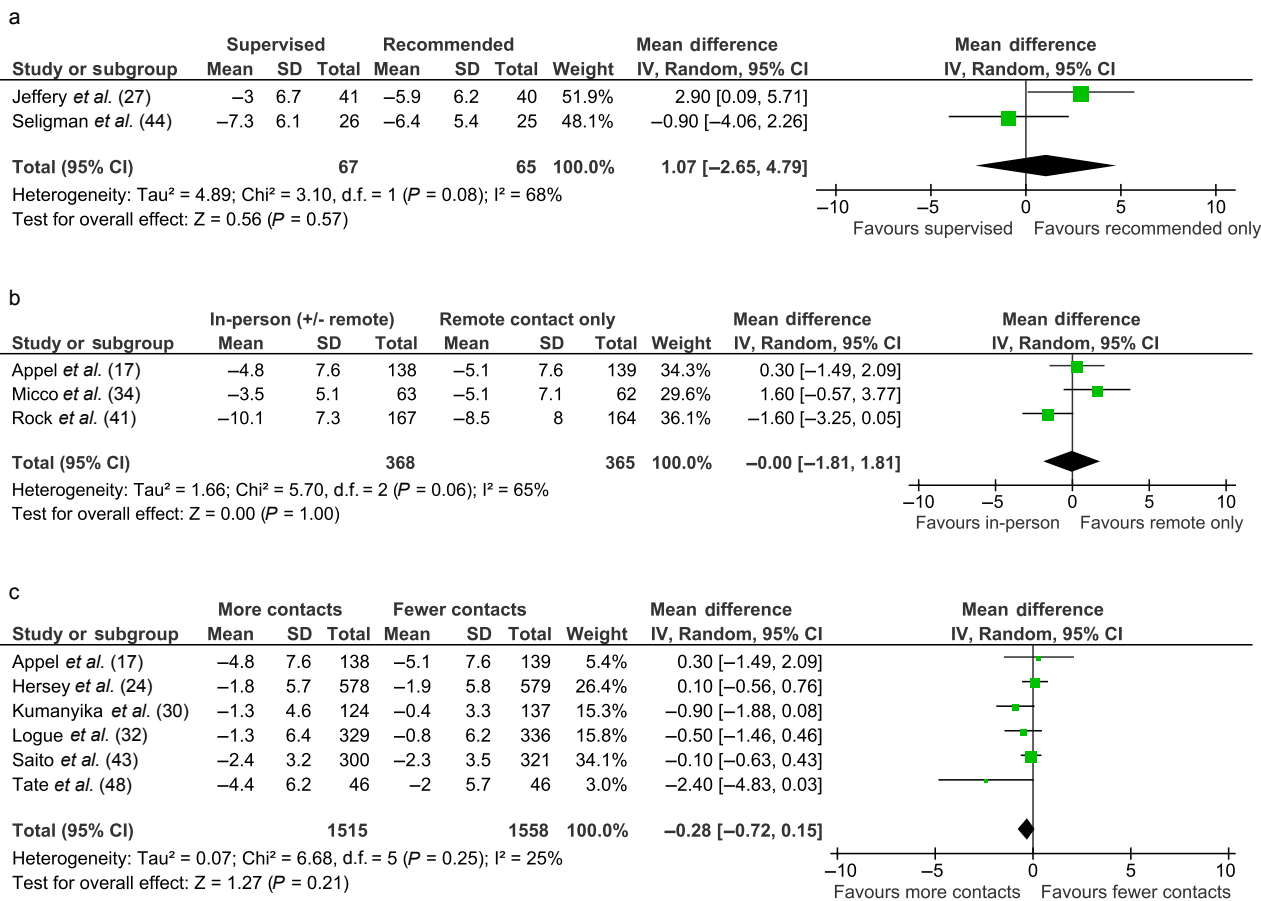 a
Supervised Recommended Mean difference Mean difference
Study or subgroup Mean SD Total Mean SD Total Weight IV, Random, 95% CI IV, Random, 95% CI
Jeffery et al. (27) −3 6.7 41 −5.9 6.2 40 51.9% 2.90 [0.09, 5.71]
Seligman et al. (44) −7.3 6.1 26 −6.4 5.4 25 48.1% −0.90 [−4.06, 2.26]
Total (95% CI) 67 65 100.0% 1.07 [−2.65, 4.79]
Heterogeneity: Tau² = 4.89; Chi² = 3.10, d.f. = 1 (P = 0.08); I² = 68%
Test for overall effect: Z = 0.56 (P = 0.57)
−10 −5 0 5 10
Favours supervised Favours recommended only
b
In-person (+/- remote) Remote contact only Mean difference Mean difference
Study or subgroup Mean SD Total Mean SD Total Weight IV, Random, 95% CI IV, Random, 95% CI
Appel et al. (17) −4.8 7.6 138 −5.1 7.6 139 34.3% 0.30 [−1.49, 2.09]
Micco et al. (34) −3.5 5.1 63 −5.1 7.1 62 29.6% 1.60 [−0.57, 3.77]
Rock et al. (41) −10.1 7.3 167 −8.5 8 164 36.1% −1.60 [−3.25, 0.05]
Total (95% CI) 368 365 100.0% −0.00 [−1.81, 1.81]
Heterogeneity: Tau² = 1.66; Chi² = 5.70, d.f. = 2 (P = 0.06); I² = 65%
Test for overall effect: Z = 0.00 (P = 1.00)
−10 −5 0 5 10
Favours in-person Favours remote only
c
More contacts Fewer contacts Mean difference Mean difference
Study or subgroup Mean SD Total Mean SD Total Weight IV, Random, 95% CI IV, Random, 95% CI
Appel et al. (17) −4.8 7.6 138 −5.1 7.6 139 5.4% 0.30 [−1.49, 2.09]
Hersey et al. (24) −1.8 5.7 578 −1.9 5.8 579 26.4% 0.10 [−0.56, 0.76]
Kumanyika et al. (30) −1.3 4.6 124 −0.4 3.3 137 15.3% −0.90 [−1.88, 0.08]
Logue et al. (32) −1.3 6.4 329 −0.8 6.2 336 15.8% −0.50 [−1.46, 0.46]
Saito et al. (43) −2.4 3.2 300 −2.3 3.5 321 34.1% −0.10 [−0.63, 0.43]
Tate et al. (48) −4.4 6.2 46 −2 5.7 46 3.0% −2.40 [−4.83, 0.03]
Total (95% CI) 1515 1558 100.0% −0.28 [−0.72, 0.15]
Heterogeneity: Tau² = 0.07; Chi² = 6.68, d.f. = 5 (P = 0.25); I² = 25%
Test for overall effect: Z = 1.27 (P = 0.21)
−10 −5 0 5 10
Favours more contacts Favours fewer contacts